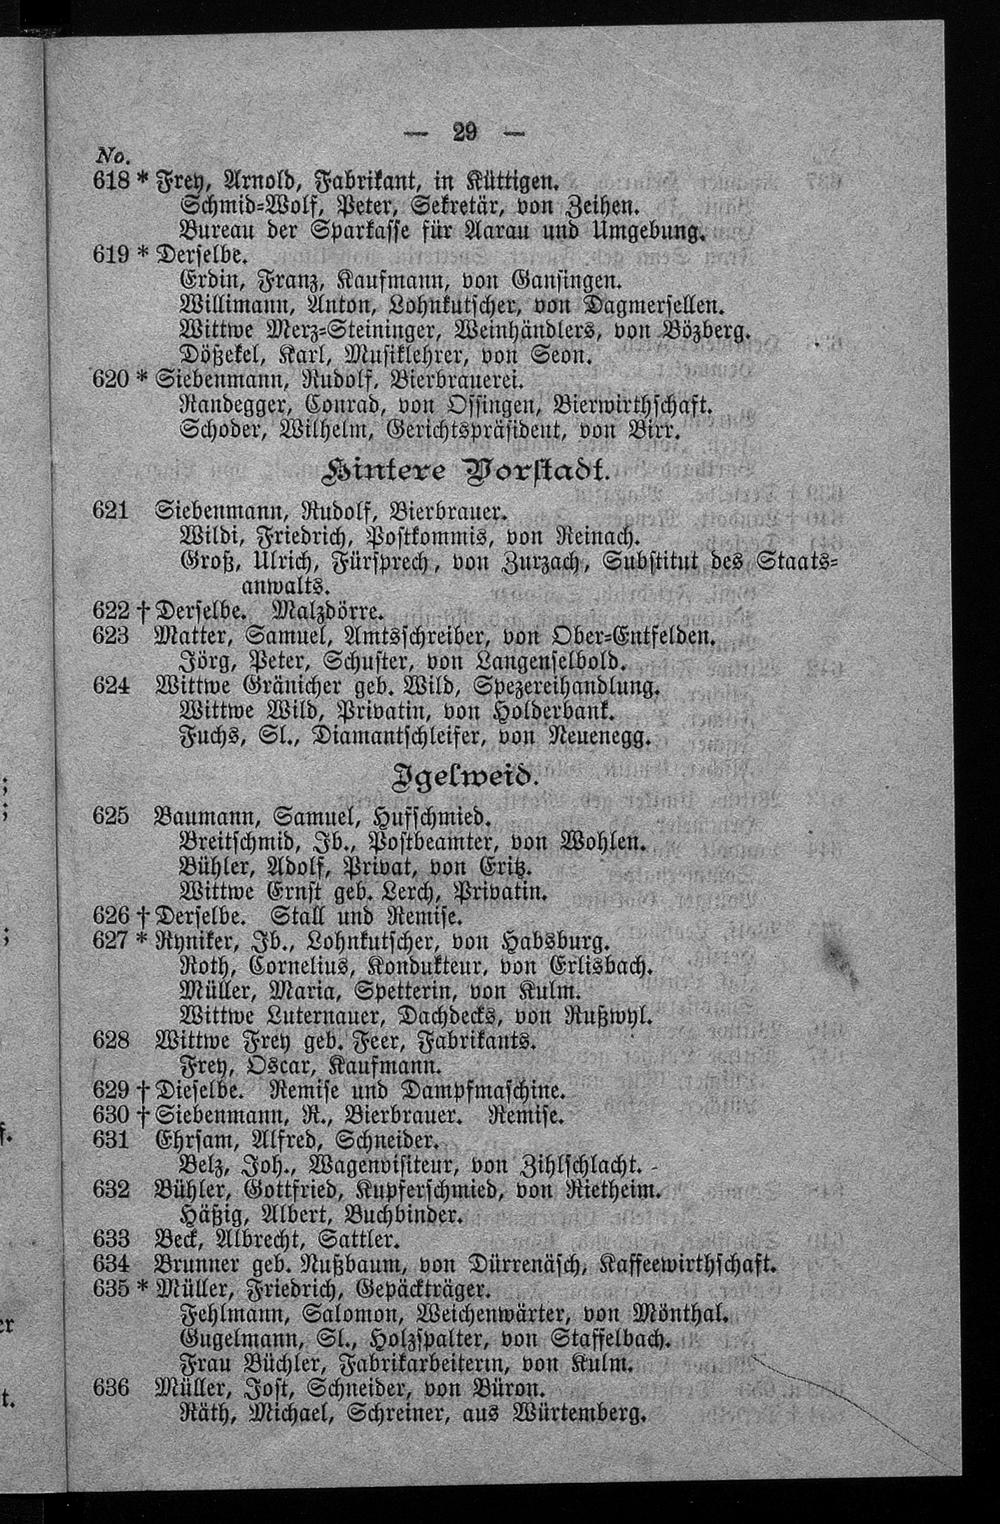 — 29 —
No.
618 * Frey, Arnold, Fabrikant, in Küttigen.
Schmid=Wolf, Peter, Sekretär, von Zeihen.
Bureau der Sparkasse für Aarau und Umgebung.
619 * Derselbe.
Erdin, Franz, Kaufmann, von Gansingen.
Willimann, Anton, Lohnkutscher, von Dagmersellen.
Wittwe Merz=Steininger, Weinhändlers, von Bözberg.
Dößekel, Karl, Musiklehrer, von Seon.
620 * Siebenmann, Rudolf, Bierbrauerei.
Randegger, Conrad, von Ossingen, Bierwirthschaft.
Schoder, Wilhelm, Gerichtspräsident, von Birr.
Hintere Vorstadt.
621 Siebenmann, Rudolf, Bierbrauer.
Wildi, Friedrich, Postkommis, von Reinach.
Groß, Ulrich, Fürsprech, von Zurzach, Substitut des Staats=
anwalts.
622 † Derselbe. Malzdörre.
623 Matter, Samuel, Amtsschreiber, von Ober=Entfelden.
Jörg, Peter, Schuster, von Langenselbold.
624 Wittwe Gränicher geb. Wild, Spezereihandlung.
Wittwe Wild, Privatin, von Holderbank.
Fuchs, Sl., Diamantschleifer, von Neuenegg.
Igelweid.
625 Baumann, Samuel, Hufschmied.
Breitschmid, Jb., Postbeamter, von Wohlen.
Bühler, Adolf, Privat, von Eritz.
Wittwe Ernst geb. Lerch, Privatin.
626 † Derselbe. Stall und Remise.
627 * Ryniker, Jb., Lohnkutscher, von Habsburg.
Roth, Cornelius, Kondukteur, von Erlisbach.
Müller, Maria, Spetterin, von Kulm.
Wittwe Luternauer, Dachdecks, von Rußwyl.
628 Wittwe Frey geb. Feer, Fabrikants.
Frey, Oscar, Kaufmann.
629 † Dieselbe. Remise und Dampfmaschine.
630 † Siebenmann, R., Bierbrauer. Remise.
631 Ehrsam, Alfred, Schneider.
Belz, Joh., Wagenvisiteur, von Zihlschlacht.
632 Bühler, Gottfried, Kupferschmied, von Rietheim.
Häßig, Albert, Buchbinder.
633 Beck, Albrecht, Sattler.
634 Brunner geb. Nußbaum, von Dürrenäsch, Kaffeewirthschaft.
635 * Müller, Friedrich, Gepäckträger.
Fehlmann, Salomon, Weichenwärter, von Mönthal.
Gugelmann, Sl., Holzspalter, von Staffelbach.
Frau Büchler, Fabrikarbeiterin, von Kulm.
636 Müller, Jost, Schneider, von Büron.
Räth, Michael, Schreiner, aus Würtemberg.